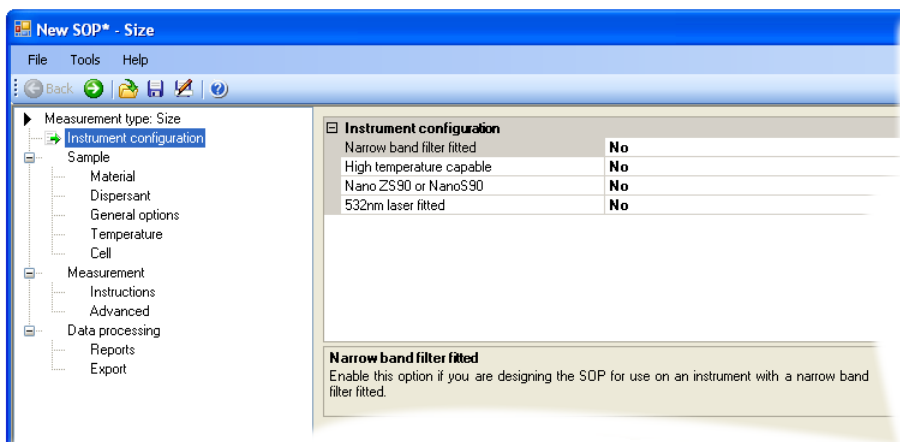 New SOP* - Size
File Tools Help
Back
Measurement type: Size
Instrument configuration
Sample
Material
Dispersant
General options
Temperature
Cell
Measurement
Instructions
Advanced
Data processing
Reports
Export
Instrument configuration
Narrow band filter fitted No
High temperature capable No
Nano ZS90 or NanoS90 No
532nm laser fitted No
Narrow band filter fitted
Enable this option if you are designing the SOP for use on an instrument with a narrow band
filter fitted.